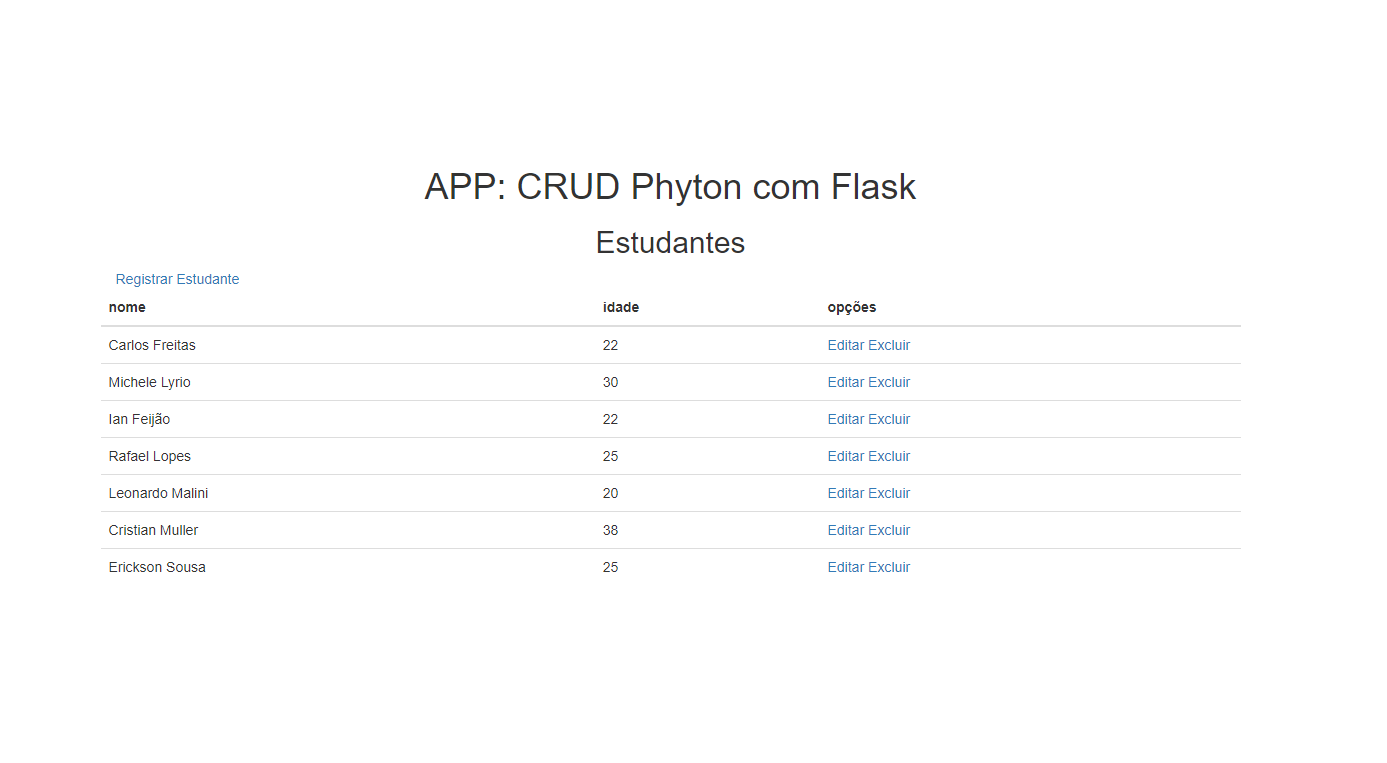 APP: CRUD Phyton com Flask
Estudantes
Registrar Estudante
nome idade opções
Carlos Freitas 22 Editar Excluir
Michele Lyrio 30 Editar Excluir
Ian Feijão 22 Editar Excluir
Rafael Lopes 25 Editar Excluir
Leonardo Malini 20 Editar Excluir
Cristian Muller 38 Editar Excluir
Erickson Sousa 25 Editar Excluir